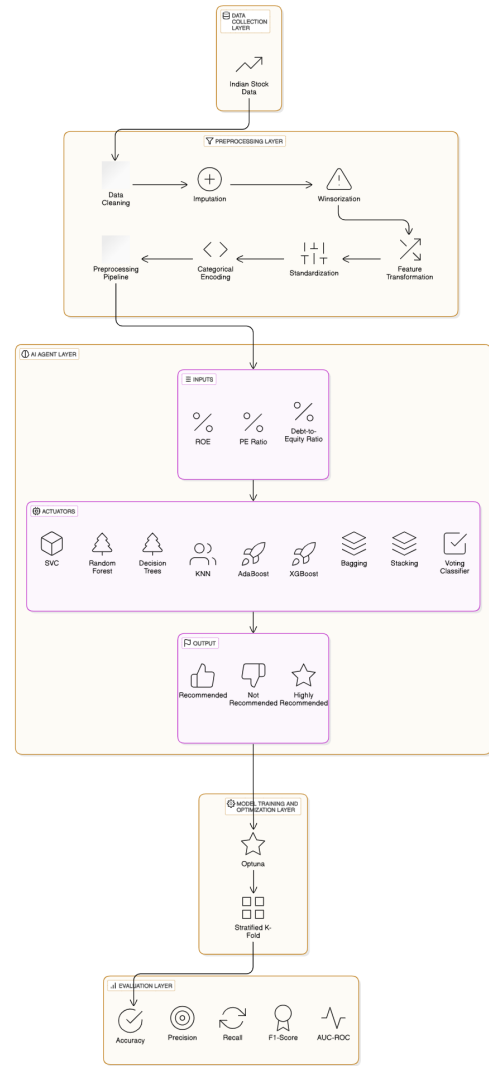 DATA
COLLECTION
LAYER
Indian Stock
Data
PREPROCESSING LAYER
Data
Cleaning
Imputation
Winsorization
Preprocessing
Pipeline
Categorical
Encoding
Standardization
Feature
Transformation
AI AGENT LAYER
INPUTS
ROE
PE Ratio
Debt-to-
Equity Ratio
ACTUATORS
SVC
Random
Forest
Decision
Trees
KNN
AdaBoost
XGBoost
Bagging
Stacking
Voting
Classifier
OUTPUT
Recommended
Not
Recommended
Highly
Recommended
MODEL TRAINING AND
OPTIMIZATION LAYER
Optuna
Stratified K-
Fold
EVALUATION LAYER
Accuracy
Precision
Recall
F1-Score
AUC-ROC